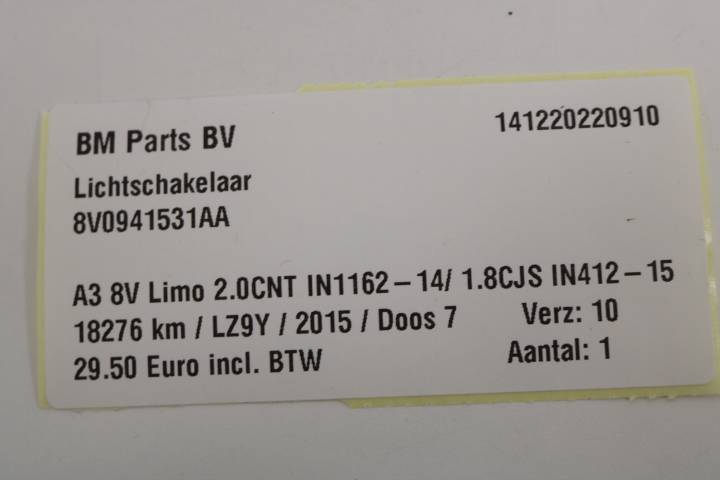 BM Parts BV 141220220910
Lichtschakelaar
8V0941531AA
A3 8V Limo 2.0CNT IN1162-14/ 1.8CJS IN412-15
18276 km / LZ9Y / 2015 / Doos 7 Verz: 10
29.50 Euro incl. BTW Aantal: 1